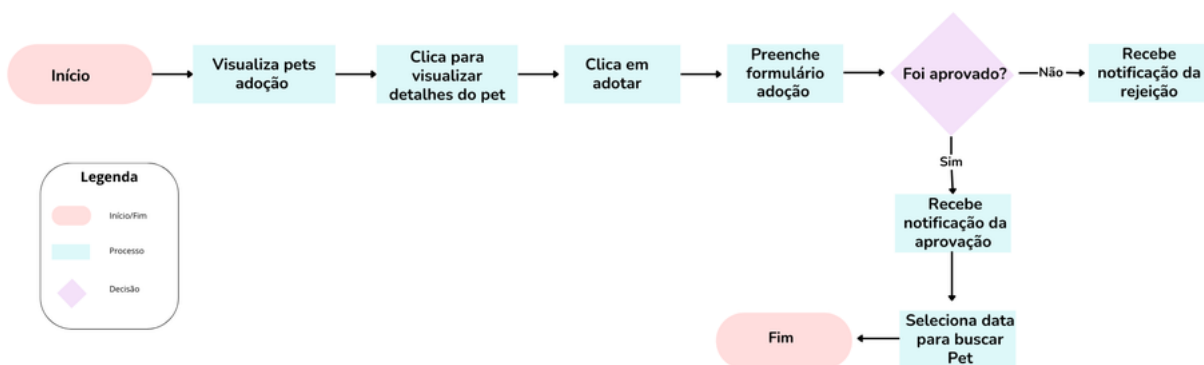 Início
Visualiza pets
adoção
Clica para
visualizar
detalhes do pet
Clica em
adotar
Preenche
formulário
adoção
Foi aprovado?
Não
Recebe
notificação da
rejeição
Sim
Recebe
notificação da
aprovação
Seleciona data
para buscar
Pet
Fim
Legenda
Início/Fim
Processo
Decisão